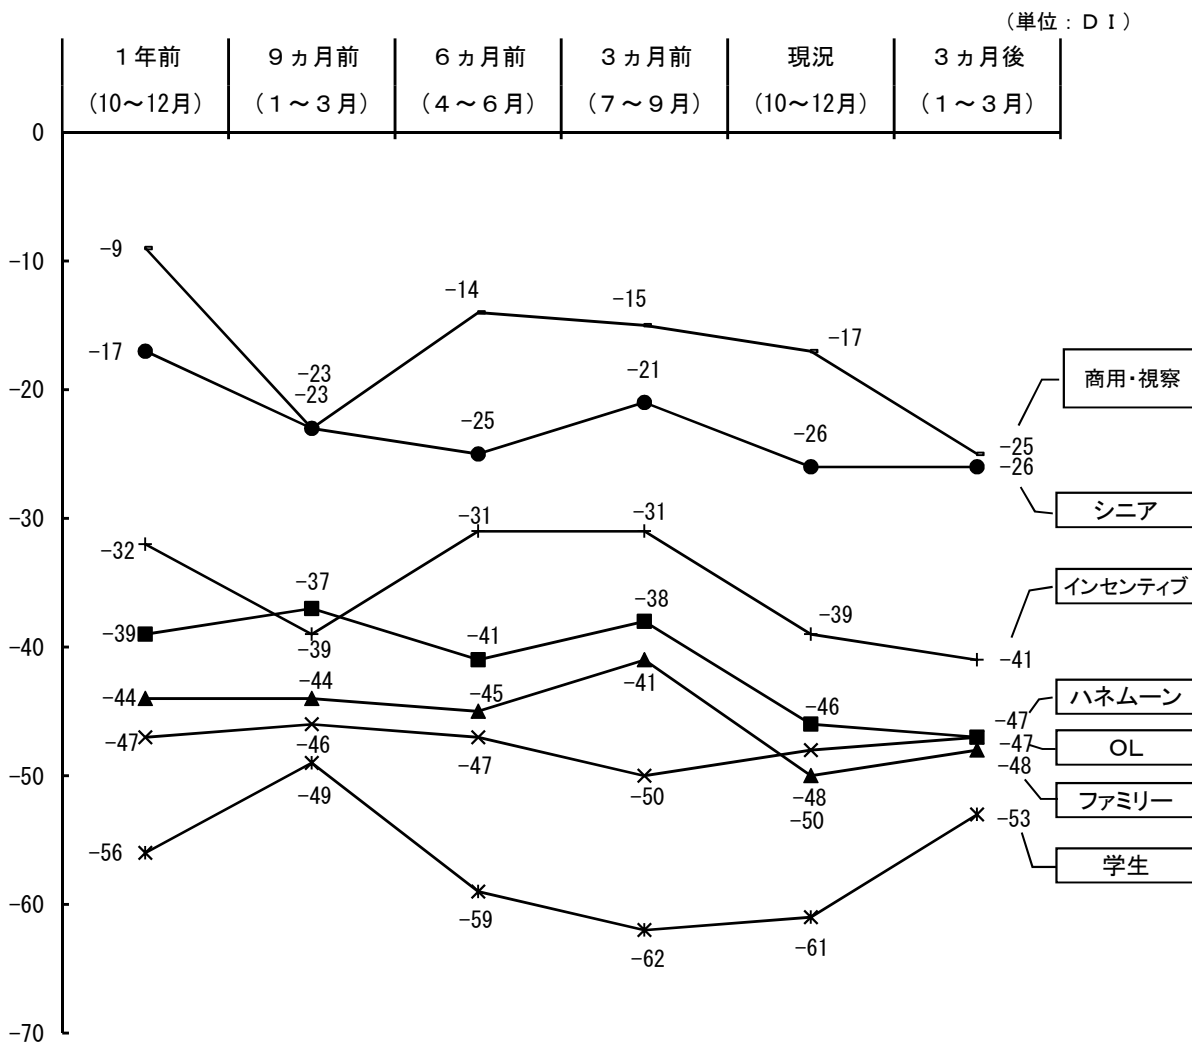 （単位：ＤＩ）
１年前 ９ヵ月前 ６ヵ月前 ３ヵ月前 現況 ３ヵ月後
（10～12月） （１～３月） （４～６月） （７～９月） （10～12月） （１～３月）
0
-10
-20
-30
-40
-50
-60
-70
-9 -23 -14 -15 -17 -25
-17 -23 -25 -21 -26 -26
-32 -39 -31 -31 -39 -41
-39 -37 -41 -38 -46 -47
-47 -46 -47 -50 -48 -47
-44 -44 -45 -41 -50 -48
-56 -49 -59 -62 -61 -53
商用・視察
シニア
インセンティブ
ハネムーン
OL
ファミリー
学生